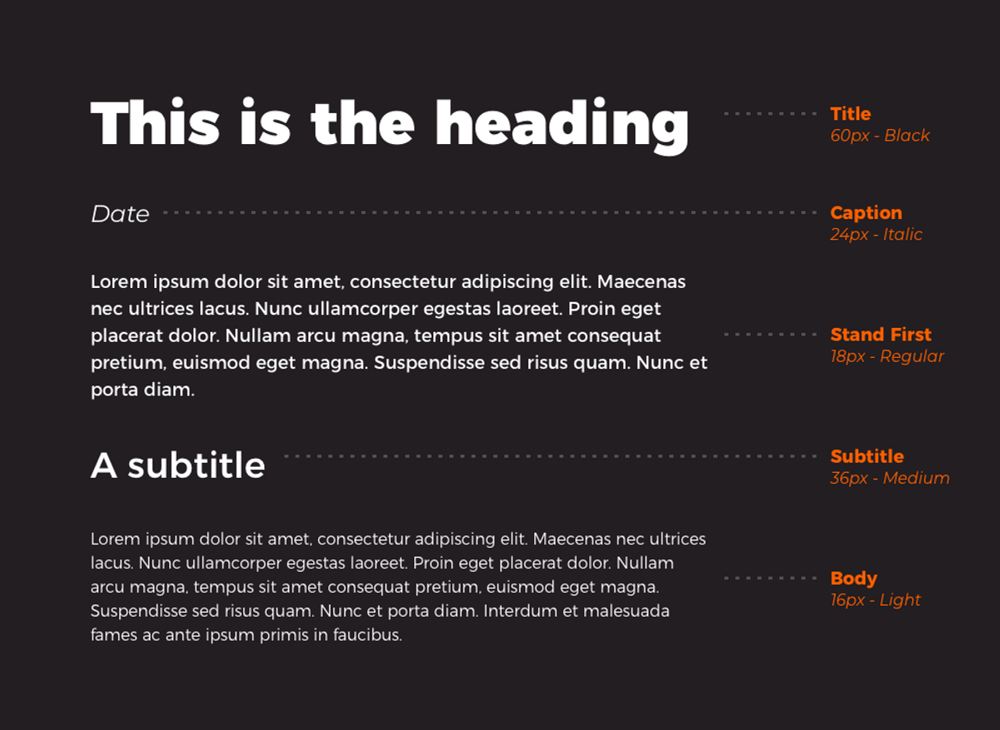 This is the heading
Title
60px - Black
Date
Caption
24px - Italic
Lorem ipsum dolor sit amet, consectetur adipiscing elit. Maecenas
nec ultrices lacus. Nunc ullamcorper egestas laoreet. Proin eget
placerat dolor. Nullam arcu magna, tempus sit amet consequat
pretium, euismod eget magna. Suspendisse sed risus quam. Nunc et
porta diam.
Stand First
18px - Regular
A subtitle
Subtitle
36px - Medium
Lorem ipsum dolor sit amet, consectetur adipiscing elit. Maecenas nec ultrices
lacus. Nunc ullamcorper egestas laoreet. Proin eget placerat dolor. Nullam
arcu magna, tempus sit amet consequat pretium, euismod eget magna.
Suspendisse sed risus quam. Nunc et porta diam. Interdum et malesuada
fames ac ante ipsum primis in faucibus.
Body
16px - Light